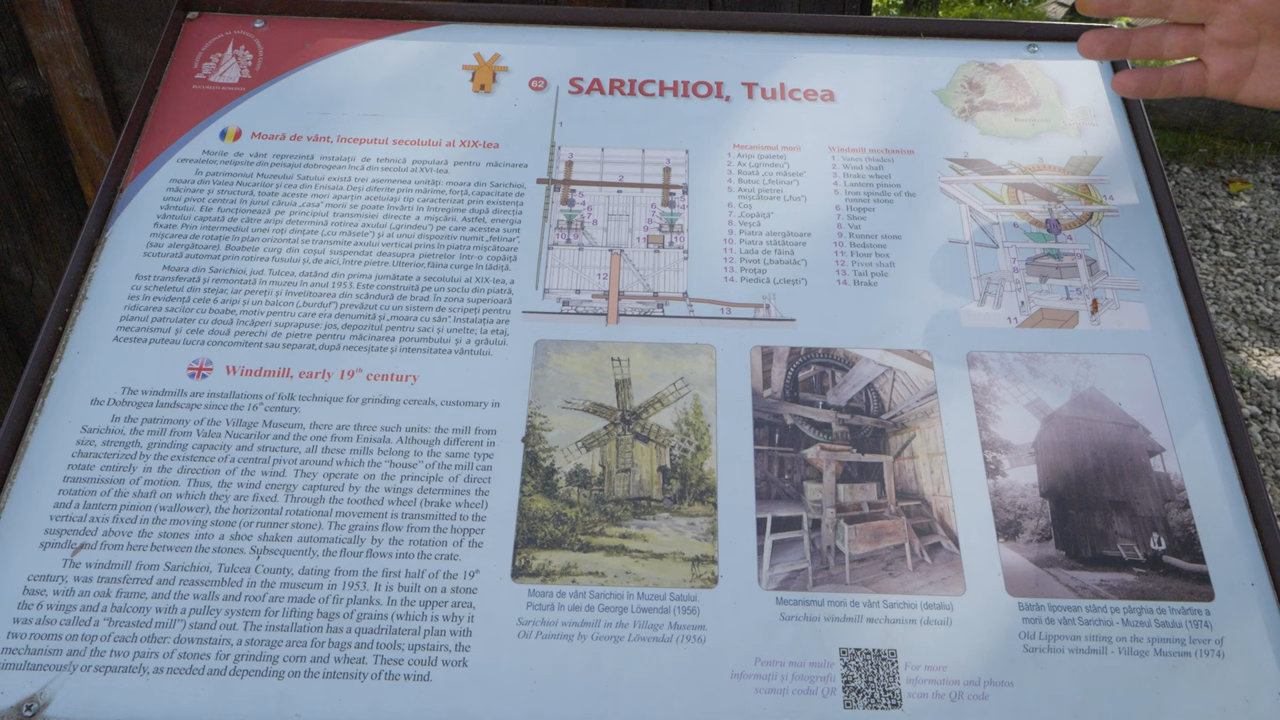 MUZEUL NAȚIONAL AL SATULUI „DIMITRIE GUSTI”
BUCUREȘTI-ROMÂNIA
62 SARICHIOI, Tulcea
Moară de vânt, începutul secolului al XIX-lea
Morile de vânt reprezintă instalații de tehnică populară pentru măcinarea
cerealelor, nelipsite din peisajul dobrogean încă din secolul al XVI-lea.
În patrimoniul Muzeului Satului există trei asemenea unități: moara din Sarichioi,
moara din Valea Nucarilor și cea din Enisala. Deși diferite prin mărime, forță, capacitate de
măcinare și structură, toate aceste mori aparțin aceluiași tip caracterizat prin existența
unui pivot central în jurul căruia „casa” morii se poate învârti în întregime după direcția
vântului. Ele funcționează pe principiul transmisiei directe a mișcării. Astfel, energia
vântului captată de către aripi determină rotirea axului („grindeu”) pe care acestea sunt
fixate. Prin intermediul unei roți dințate („cu măsele”) și al unui dispozitiv numit „felinar”,
mișcarea de rotație în plan orizontal se transmite axului vertical prins în piatra mișcătoare
(sau alergătoare). Boabele curg din coșul suspendat deasupra pietrelor într-o copăiță
scuturată automat prin rotirea fusului și, de aici, între pietre. Ulterior, făina curge în lădiță.
Moara din Sarichioi, jud. Tulcea, datând din prima jumătate a secolului al XIX-lea, a
fost transferată și remontată în muzeu în anul 1953. Este construită pe un soclu din piatră,
cu scheletul din stejar, iar pereții și învelitoarea din scândură de brad. În zona superioară
ies în evidență cele 6 aripi și un balcon („burduf”) prevăzut cu un sistem de scripeți pentru
ridicarea sacilor cu boabe, motiv pentru care era denumită și „moara cu sân”. Instalația are
planul patrulater cu două încăperi suprapuse: jos, depozitul pentru saci și unelte; la etaj,
mecanismul și cele două perechi de pietre pentru măcinarea porumbului și a grâului.
Acestea puteau lucra concomitent sau separat, după necesitate și intensitatea vântului.
Windmill, early 19th century
The windmills are installations of folk technique for grinding cereals, customary in
the Dobrogea landscape since the 16th century.
In the patrimony of the Village Museum, there are three such units: the mill from
Sarichioi, the mill from Valea Nucarilor and the one from Enisala. Although different in
size, strength, grinding capacity and structure, all these mills belong to the same type
characterized by the existence of a central pivot around which the “house” of the mill can
rotate entirely in the direction of the wind. They operate on the principle of direct
transmission of motion. Thus, the wind energy captured by the wings determines the
rotation of the shaft on which they are fixed. Through the toothed wheel (brake wheel)
and a lantern pinion (wallower), the horizontal rotational movement is transmitted to the
vertical axis fixed in the moving stone (or runner stone). The grains flow from the hopper
suspended above the stones into a shoe shaken automatically by the rotation of the
spindle and from here between the stones. Subsequently, the flour flows into the crate.
The windmill from Sarichioi, Tulcea County, dating from the first half of the 19th
century, was transferred and reassembled in the museum in 1953. It is built on a stone
base, with an oak frame, and the walls and roof are made of fir planks. In the upper area,
the 6 wings and a balcony with a pulley system for lifting bags of grains (which is why it
was also called a “breasted mill”) stand out. The installation has a quadrilateral plan with
two rooms on top of each other: downstairs, a storage area for bags and tools; upstairs, the
mechanism and the two pairs of stones for grinding corn and wheat. These could work
simultaneously or separately, as needed and depending on the intensity of the wind.
Mecanismul morii
1. Aripi (palete)
2. Ax („grindeu”)
3. Roată „cu măsele”
4. Butuc („felinar”)
5. Axul pietrei
mișcătoare („fus”)
6. Coș
7. „Copăiță”
8. Veșcă
9. Piatra alergătoare
10. Piatra stătătoare
11. Lada de făină
12. Pivot („babalâc”)
13. Proțap
14. Piedică („clești”)
Windmill mechanism
1. Vanes (blades)
2. Wind shaft
3. Brake wheel
4. Lantern pinion
5. Iron spindle of the
runner stone
6. Hopper
7. Shoe
8. Vat
9. Runner stone
10. Bedstone
11. Flour box
12. Pivot shaft
13. Tail pole
14. Brake
Moara de vânt Sarichioi în Muzeul Satului.
Pictură în ulei de George Löwendal (1956)
Sarichioi windmill in the Village Museum.
Oil Painting by George Löwendal (1956)
Mecanismul morii de vânt Sarichioi (detaliu)
Sarichioi windmill mechanism (detail)
Bătrân lipovean stând pe pârghia de învârtire a
morii de vânt Sarichioi - Muzeul Satului (1974)
Old Lippovan sitting on the spinning lever of
Sarichioi windmill - Village Museum (1974)
Pentru mai multe
informații și fotografii
scanați codul QR
For more
information and photos
scan the QR code